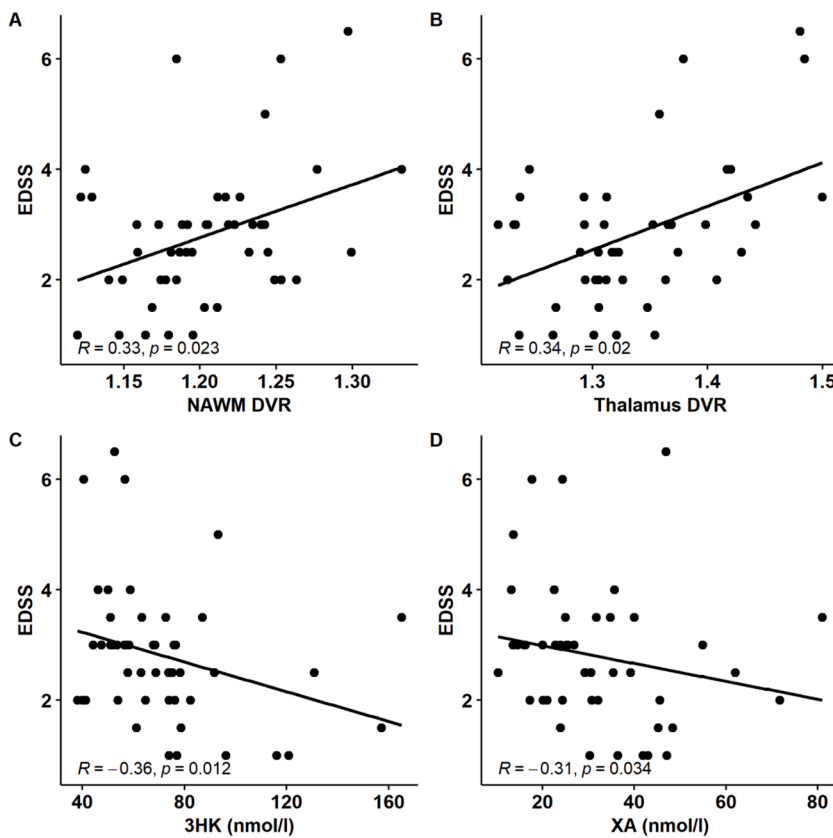 A
EDSS
6
4
2
R = 0.33, p = 0.023
1.15 1.20 1.25 1.30
NAWM DVR
B
EDSS
6
4
2
R = 0.34, p = 0.02
1.3 1.4 1.5
Thalamus DVR
C
EDSS
6
4
2
R = −0.36, p = 0.012
40 80 120 160
3HK (nmol/l)
D
EDSS
6
4
2
R = −0.31, p = 0.034
20 40 60 80
XA (nmol/l)